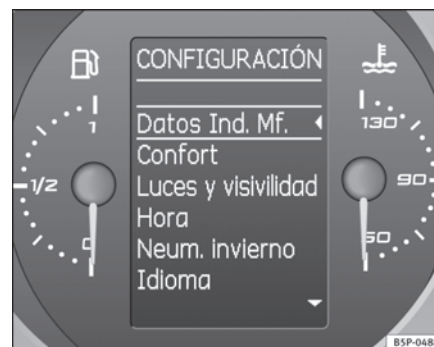 CONFIGURACIÓN
Datos Ind. Mf.
Confort
Luces y visivilidad
Hora
Neum. invierno
Idioma
1
1/2
0
130
90
50
B5P-048